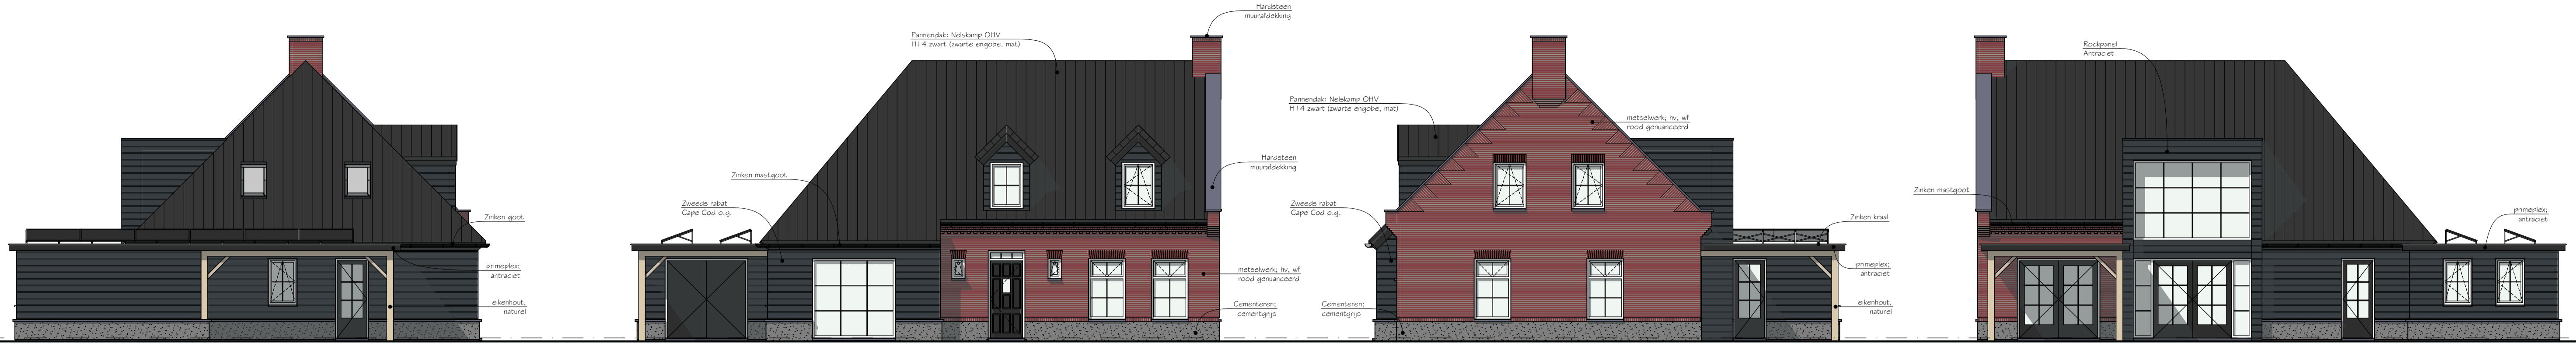 Zinken goot
primeplex;
antraciet
eikenhout,
naturel
Hardsteen
muurafdekking
Pannendak: Nelskamp OHV
H14 zwart (zwarte engobe, mat)
Zinken mastgoot
Zweeds rabat
Cape Cod o.g.
Hardsteen
muurafdekking
metselwerk; hv, wf
rood genuanceerd
Cementeren;
cementgrijs
Pannendak: Nelskamp OHV
H14 zwart (zwarte engobe, mat)
metselwerk; hv, wf
rood genuanceerd
Zweeds rabat
Cape Cod o.g.
Zinken kraal
primeplex;
antraciet
Cementeren;
cementgrijs
eikenhout,
naturel
Rockpanel
Antraciet
Zinken mastgoot
primeplex;
antraciet